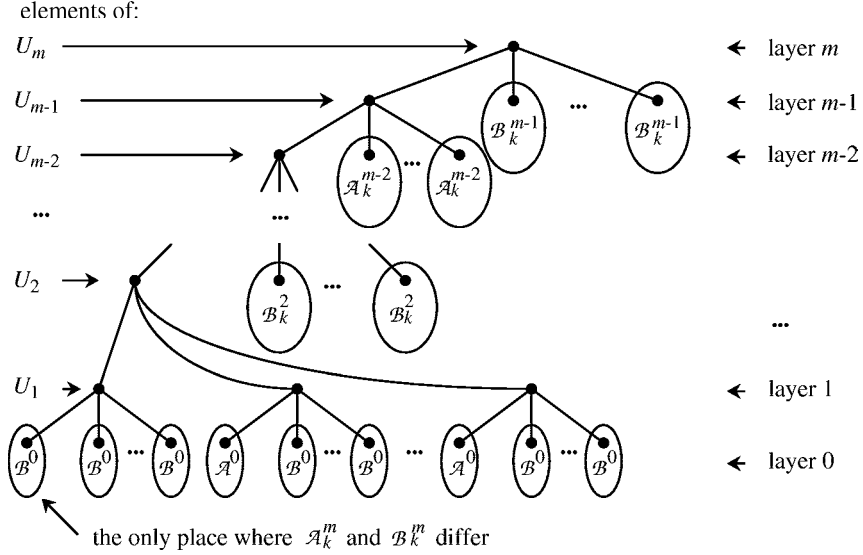 elements of:
U_m layer m
U_{m-1} ... layer m-1
ℬ_k^{m-1} ℬ_k^{m-1}
U_{m-2} ... layer m-2
𝒜_k^{m-2} 𝒜_k^{m-2}
... ...
U_2 ...
ℬ_k^2 ℬ_k^2
...
U_1 layer 1
ℬ^0 ℬ^0 ... ℬ^0 𝒜^0 ℬ^0 ... ℬ^0 ... 𝒜^0 ℬ^0 ... ℬ^0 layer 0
the only place where 𝒜_k^m and ℬ_k^m differ